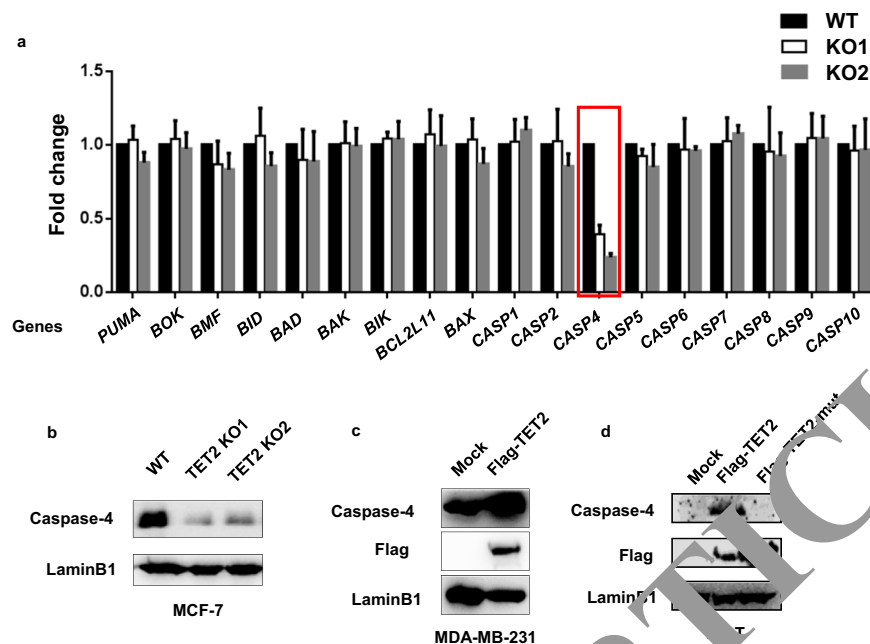 WT
KO1
KO2
a
1.5
1.0
0.5
0.0
Fold change
Genes
PUMA BOK BMF BID BAD BAK BIK BCL2L11 BAX CASP1 CASP2 CASP4 CASP5 CASP6 CASP7 CASP8 CASP9 CASP10
b
WT TET2 KO1 TET2 KO2
Caspase-4
LaminB1
MCF-7
c
Mock Flag-TET2
Caspase-4
Flag
LaminB1
MDA-MB-231
d
Mock Flag-TET2
Caspase-4
Flag
LaminB1